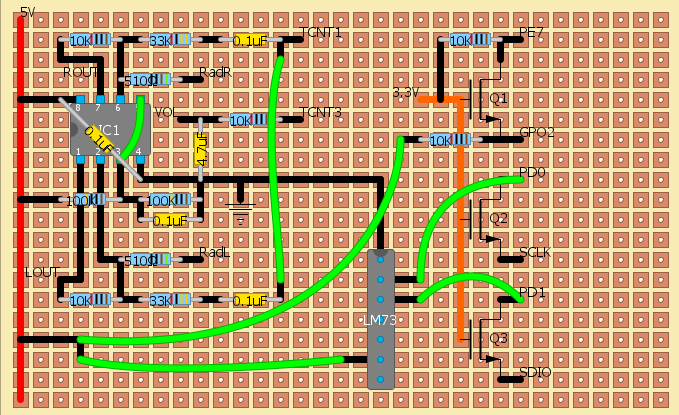 5V
10K 33K 0.1uF TCNT1 10K PE7
ROUT 510Ω RadR
3.3V
8 7 6 Q1
VOL 10K TCNT3
0.1uF IC1 10K GPO2
4.7uF
1 2 3 4
PD0
100K 100K
0.1uF Q2
510Ω RadL SCLK
LOUT
10K 33K 0.1uF PD1
LM73
Q3
SDIO